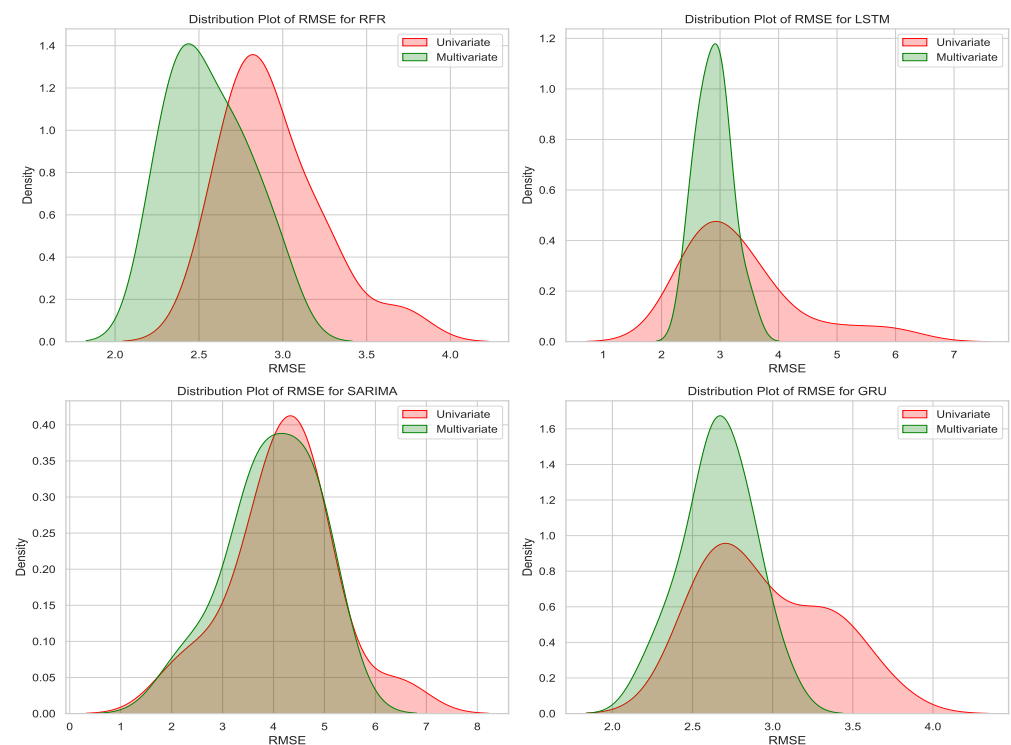 Distribution Plot of RMSE for RFR
Univariate
Multivariate
1.4
1.2
1.0
0.8
0.6
0.4
0.2
0.0
Density
2.0 2.5 3.0 3.5 4.0
RMSE
Distribution Plot of RMSE for LSTM
Univariate
Multivariate
1.2
1.0
0.8
0.6
0.4
0.2
0.0
Density
1 2 3 4 5 6 7
RMSE
Distribution Plot of RMSE for SARIMA
Univariate
Multivariate
0.40
0.35
0.30
0.25
0.20
0.15
0.10
0.05
0.00
Density
0 1 2 3 4 5 6 7 8
RMSE
Distribution Plot of RMSE for GRU
Univariate
Multivariate
1.6
1.4
1.2
1.0
0.8
0.6
0.4
0.2
0.0
Density
2.0 2.5 3.0 3.5 4.0
RMSE